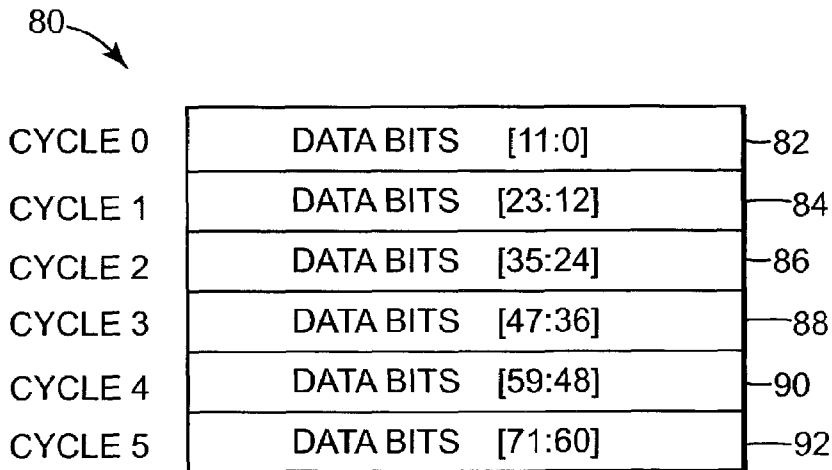 80
CYCLE 0 DATA BITS [11:0] 82
CYCLE 1 DATA BITS [23:12] 84
CYCLE 2 DATA BITS [35:24] 86
CYCLE 3 DATA BITS [47:36] 88
CYCLE 4 DATA BITS [59:48] 90
CYCLE 5 DATA BITS [71:60] 92